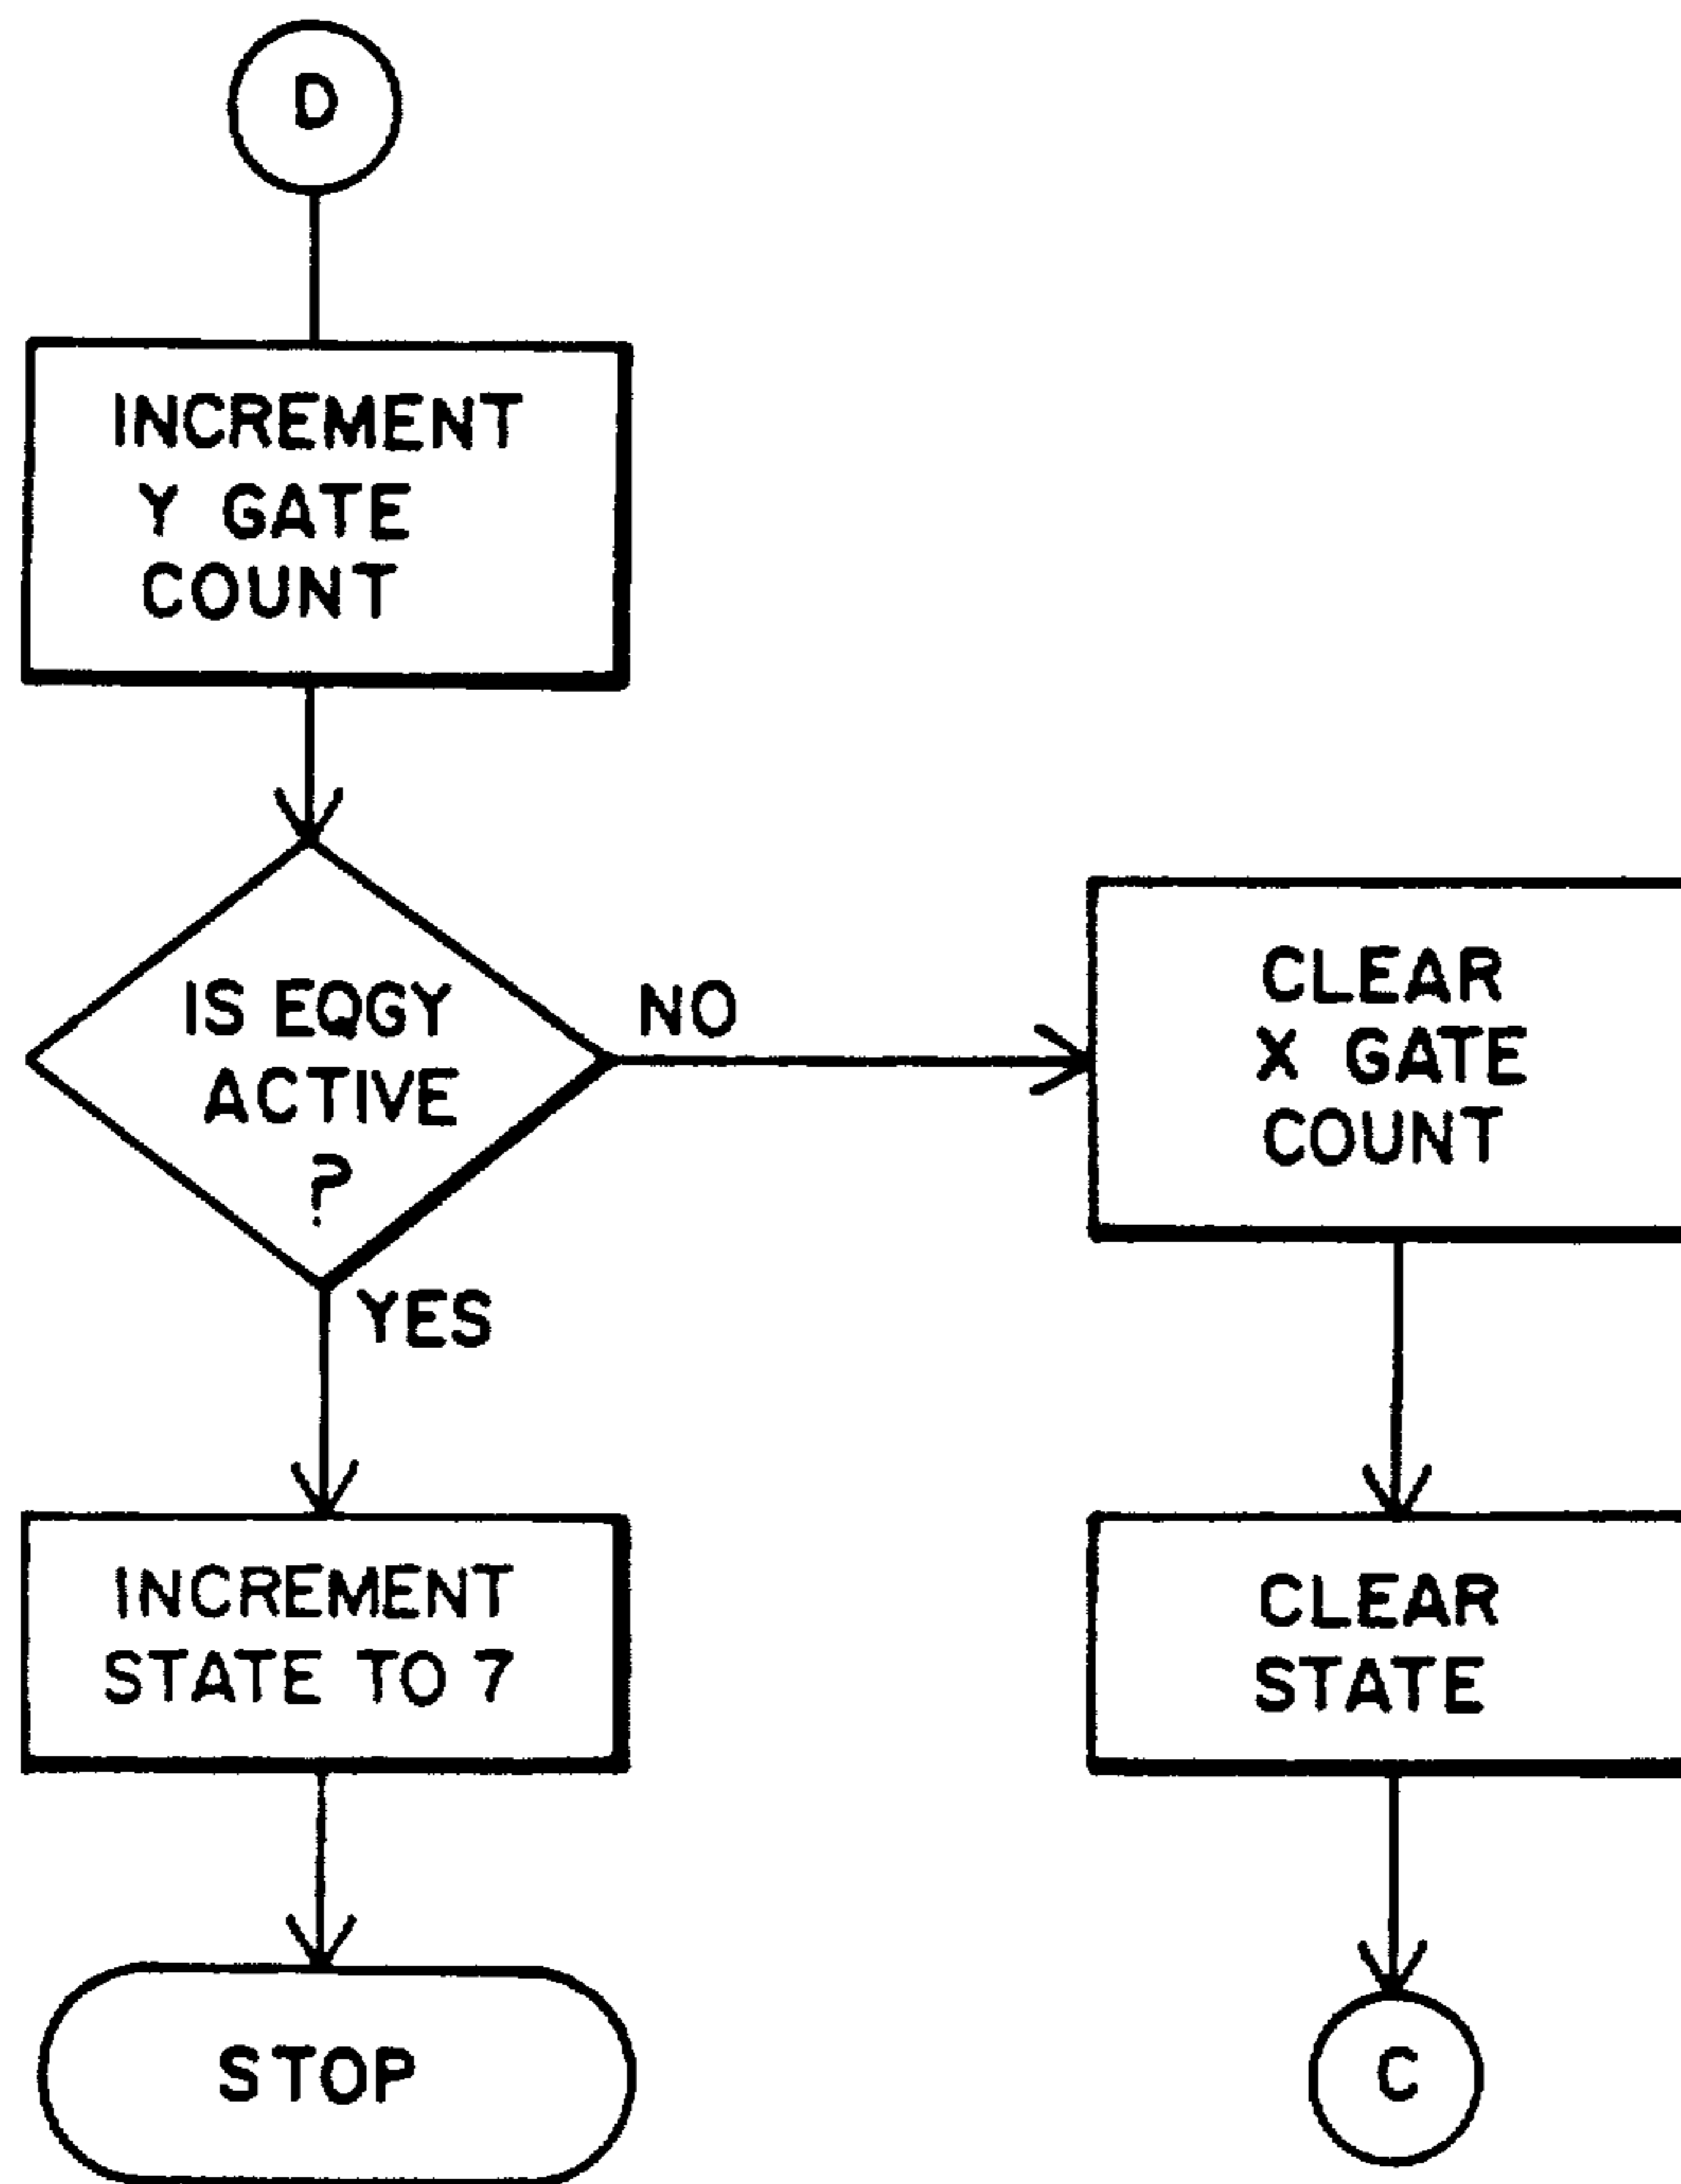 D
INCREMENT
Y GATE
COUNT
IS EQGY
ACTIVE
?
NO
YES
CLEAR
X GATE
COUNT
INCREMENT
STATE TO 7
CLEAR
STATE
STOP
C